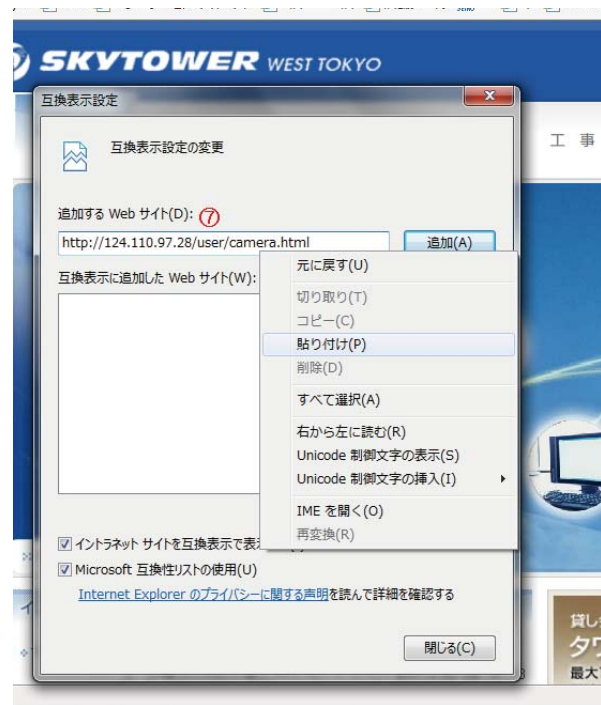 SKYTOWER WEST TOKYO
互換表示設定
互換表示設定の変更
工 事
追加する Web サイト(D): ⑦
http://124.110.97.28/user/camera.html
追加(A)
互換表示に追加した Web サイト(W):
元に戻す(U)
切り取り(T)
コピー(C)
貼り付け(P)
削除(D)
すべて選択(A)
右から左に読む(R)
Unicode 制御文字の表示(S)
Unicode 制御文字の挿入(I)
IME を開く(O)
再変換(R)
イントラネット サイトを互換表示で表
Microsoft 互換性リストの使用(U)
Internet Explorer のプライバシーに関する声明を読んで詳細を確認する
閉じる(C)
貸し
タワ
最大